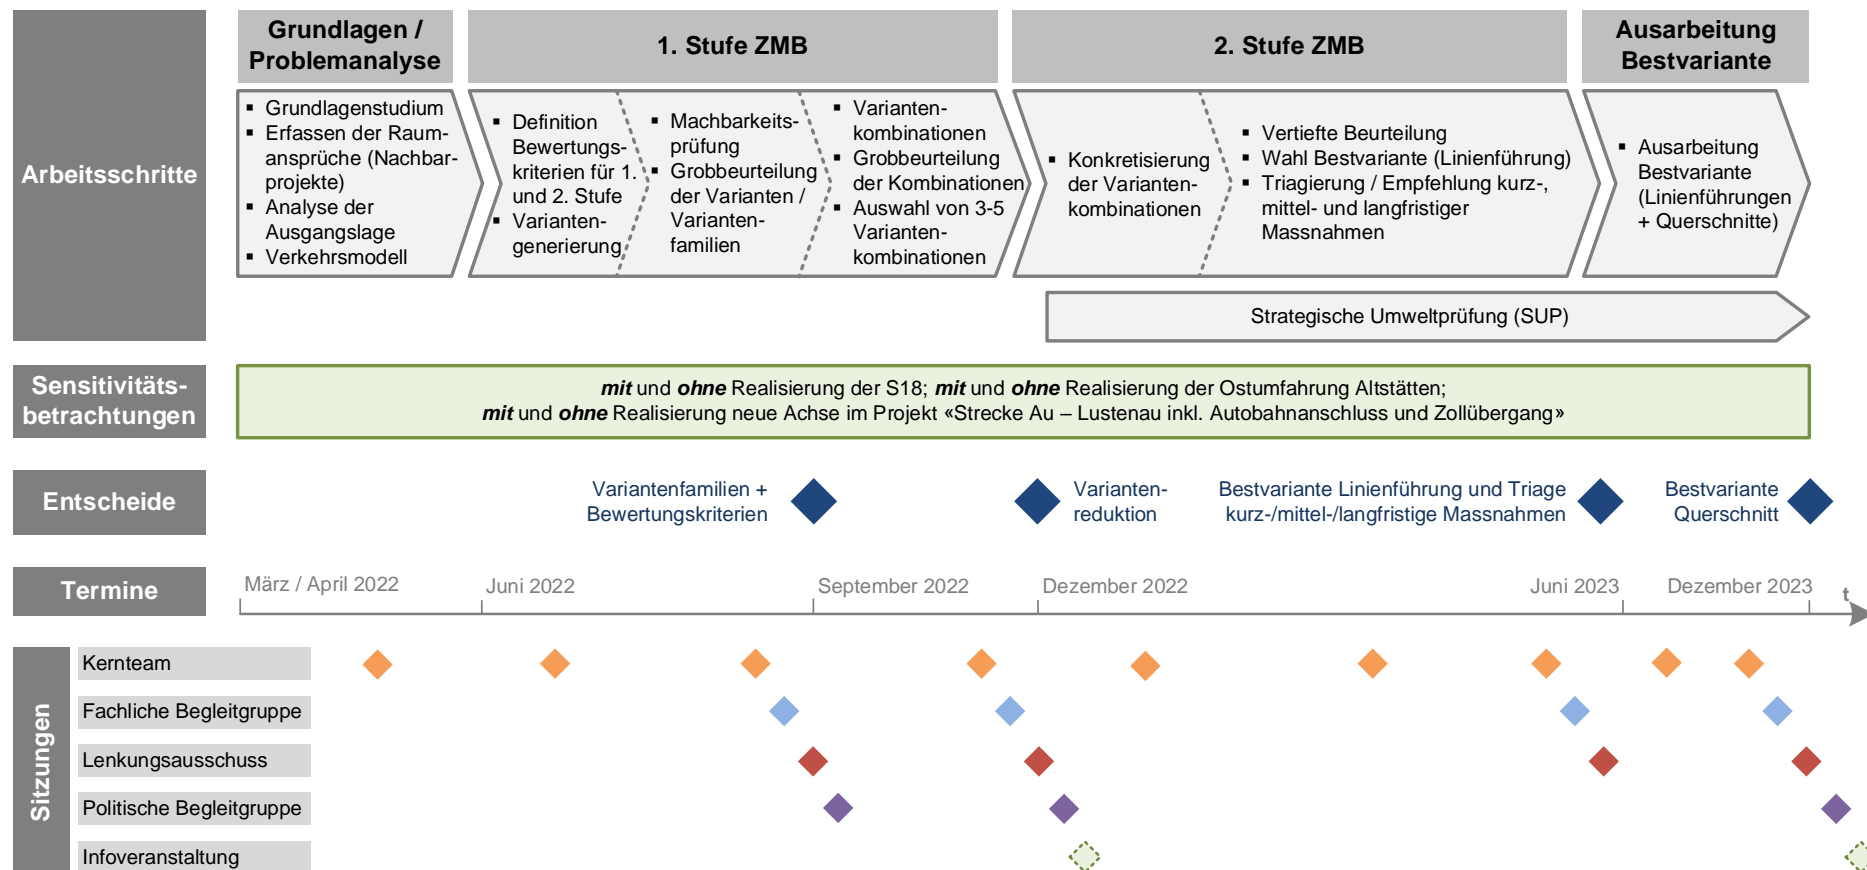 Grundlagen /
Problemanalyse
1. Stufe ZMB
2. Stufe ZMB
Ausarbeitung
Bestvariante
Arbeitsschritte
▪ Grundlagenstudium
▪ Erfassen der Raum-
ansprüche (Nachbar-
projekte)
▪ Analyse der
Ausgangslage
▪ Verkehrsmodell
▪ Definition
Bewertungs-
kriterien für 1.
und 2. Stufe
▪ Varianten-
generierung
▪ Machbarkeits-
prüfung
▪ Grobbeurteilung
der Varianten /
Varianten-
familien
▪ Varianten-
kombinationen
▪ Grobbeurteilung
der Kombinationen
▪ Auswahl von 3-5
Varianten-
kombinationen
▪ Konkretisierung
der Varianten-
kombinationen
▪ Vertiefte Beurteilung
▪ Wahl Bestvariante (Linienführung)
▪ Triagierung / Empfehlung kurz-,
mittel- und langfristiger
Massnahmen
▪ Ausarbeitung
Bestvariante
(Linienführungen
+ Querschnitte)
Strategische Umweltprüfung (SUP)
Sensitivitäts-
betrachtungen
mit und ohne Realisierung der S18; mit und ohne Realisierung der Ostumfahrung Altstätten;
mit und ohne Realisierung neue Achse im Projekt «Strecke Au – Lustenau inkl. Autobahnanschluss und Zollübergang»
Entscheide
Variantenfamilien +
Bewertungskriterien
Varianten-
reduktion
Bestvariante Linienführung und Triage
kurz-/mittel-/langfristige Massnahmen
Bestvariante
Querschnitt
Termine
März / April 2022
Juni 2022
September 2022
Dezember 2022
Juni 2023
Dezember 2023
t
Sitzungen
Kernteam
Fachliche Begleitgruppe
Lenkungsausschuss
Politische Begleitgruppe
Infoveranstaltung